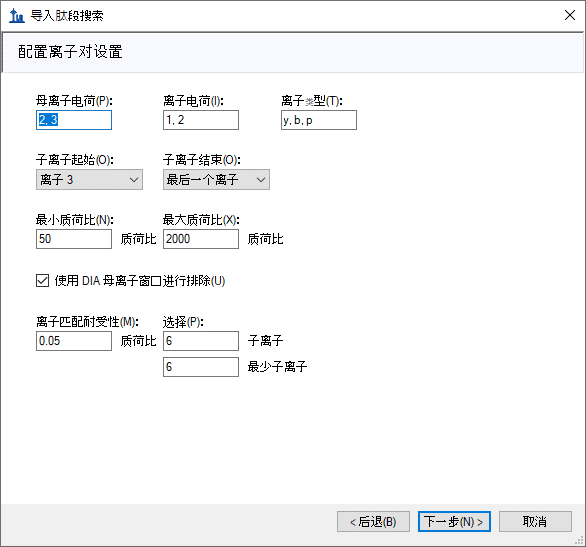 导入肽段搜索
配置离子对设置
母离子电荷(P): 离子电荷(I): 离子类型(T):
2, 3 1, 2 y, b, p
子离子起始(O): 子离子结束(O):
离子 3 最后一个离子
最小质荷比(N): 最大质荷比(X):
50 质荷比 2000 质荷比
使用 DIA 母离子窗口进行排除(U)
离子匹配耐受性(M): 选择(P):
0.05 质荷比 6 子离子
6 最少子离子
< 后退(B) 下一步(N) > 取消